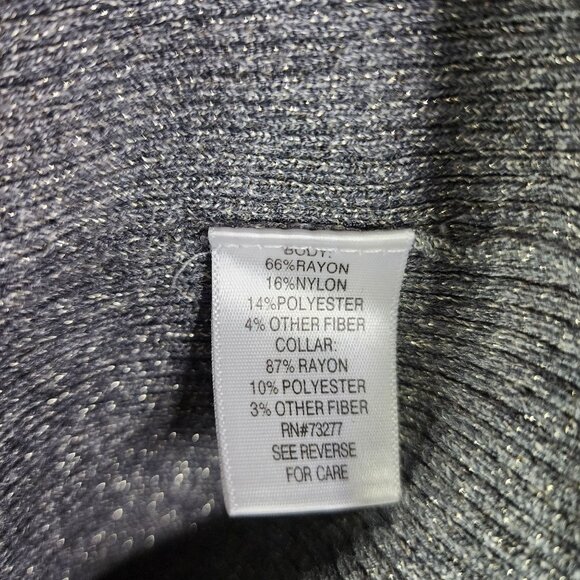 BODY:
66%RAYON
16%NYLON
14%POLYESTER
4% OTHER FIBER
COLLAR:
87% RAYON
10% POLYESTER
3% OTHER FIBER
RN#73277
SEE REVERSE
FOR CARE